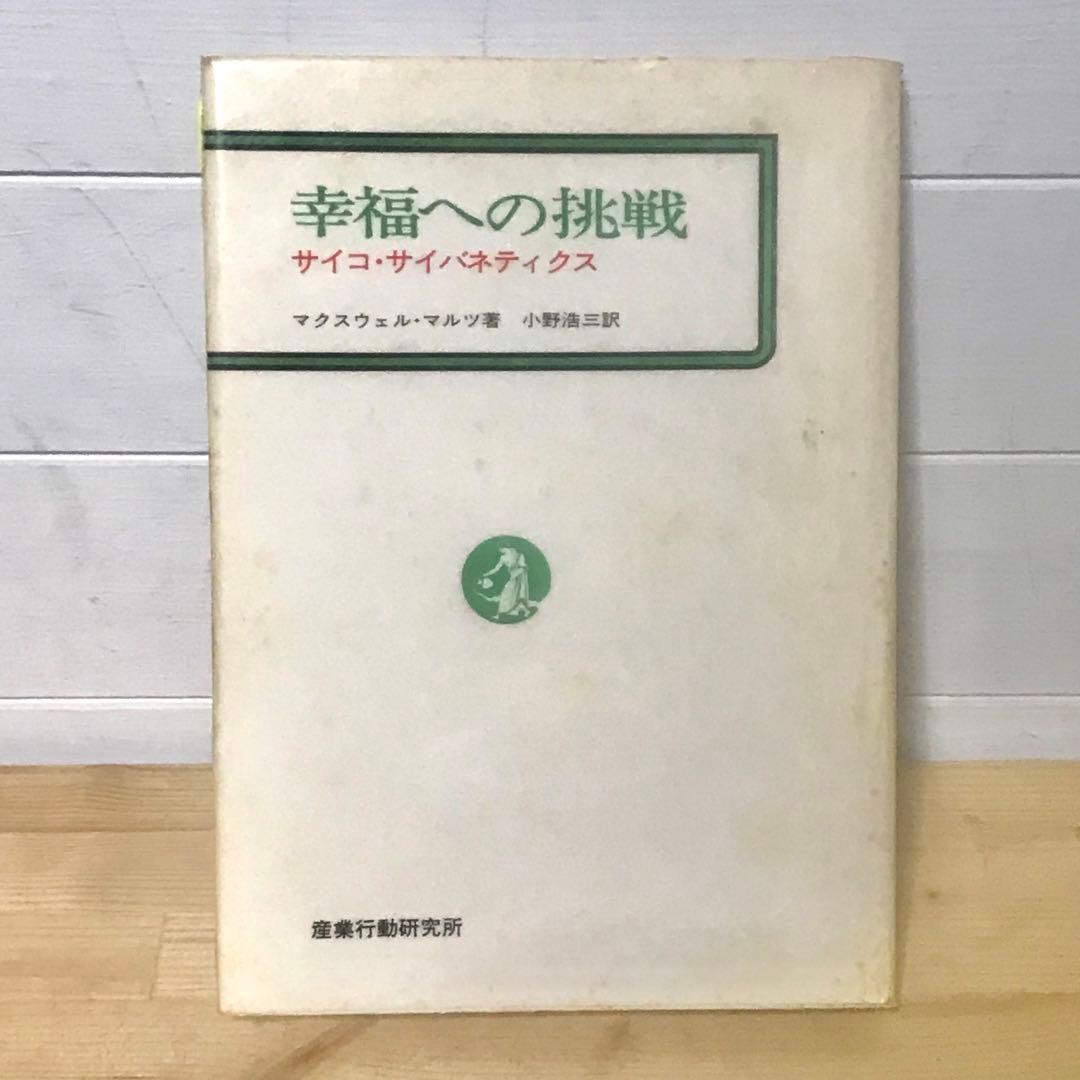 幸福への挑戦
サイコ・サイバネティクス
マクスウェル・マルツ著 小野浩三訳
産業行動研究所